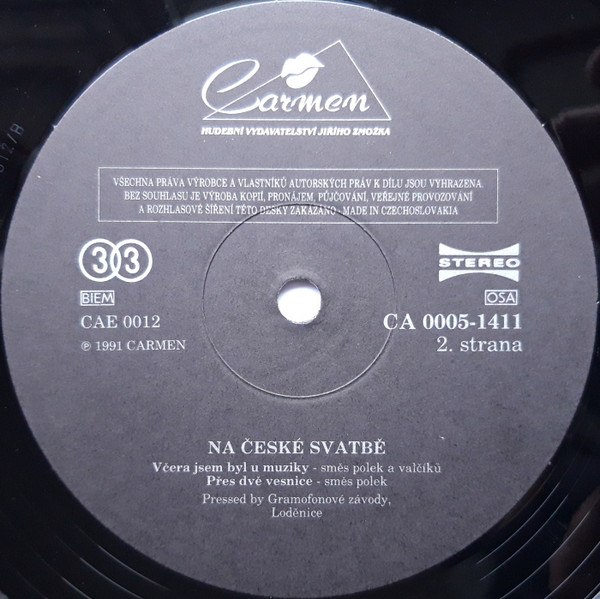 Carmen
HUDEBNÍ VYDAVATELSTVÍ JIŘÍHO ZMOŽKA
VŠECHNA PRÁVA VÝROBCE A VLASTNÍKŮ AUTORSKÝCH PRÁV K DÍLU JSOU VYHRAZENA.
BEZ SOUHLASU JE VÝROBA KOPIÍ, PRONÁJEM, PŮJČOVÁNÍ, VEŘEJNÉ PROVOZOVÁNÍ
A ROZHLASOVÉ ŠÍŘENÍ TÉTO DESKY ZAKÁZÁNO - MADE IN CZECHOSLOVAKIA
33
STEREO
BIEM
OSA
CAE 0012
CA 0005-1411
℗ 1991 CARMEN
2. strana
NA ČESKÉ SVATBĚ
Včera jsem byl u muziky - směs polek a valčíků
Přes dvě vesnice - směs polek
Pressed by Gramofonové závody,
Loděnice